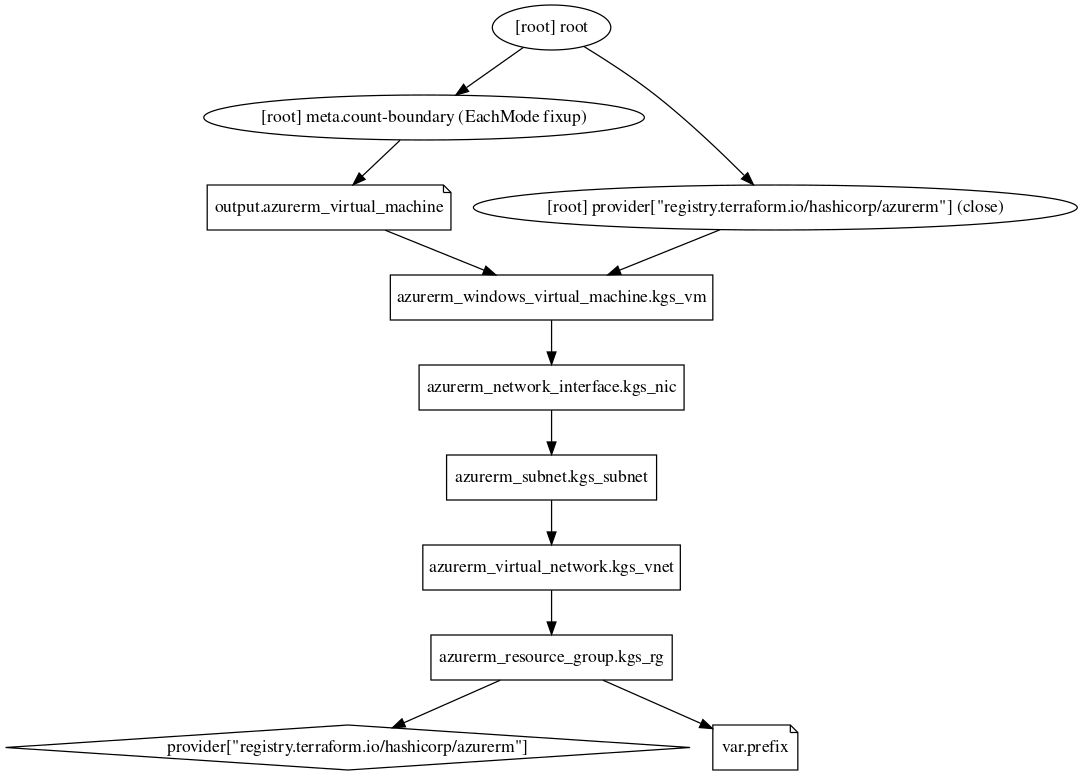 [root] root
[root] meta.count-boundary (EachMode fixup)
output.azurerm_virtual_machine
[root] provider["registry.terraform.io/hashicorp/azurerm"] (close)
azurerm_windows_virtual_machine.kgs_vm
azurerm_network_interface.kgs_nic
azurerm_subnet.kgs_subnet
azurerm_virtual_network.kgs_vnet
azurerm_resource_group.kgs_rg
provider["registry.terraform.io/hashicorp/azurerm"]
var.prefix